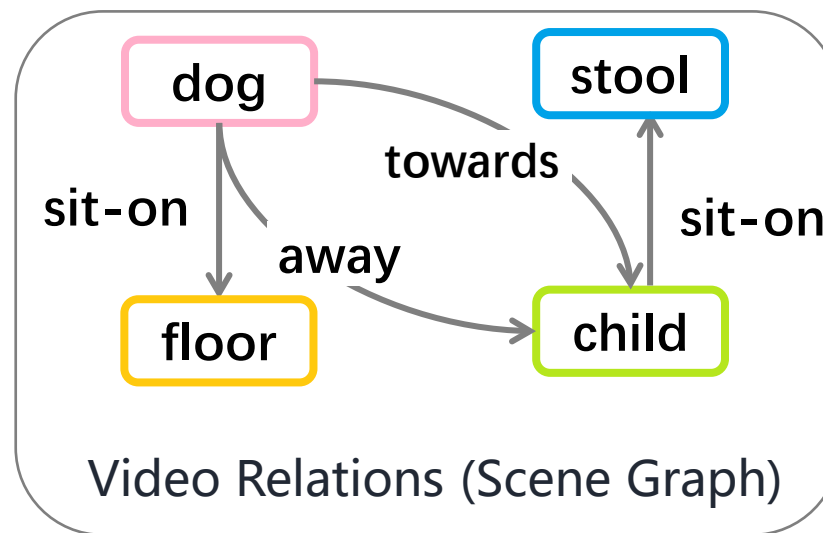 dog
stool
towards
sit-on
sit-on
away
floor
child
Video Relations (Scene Graph)